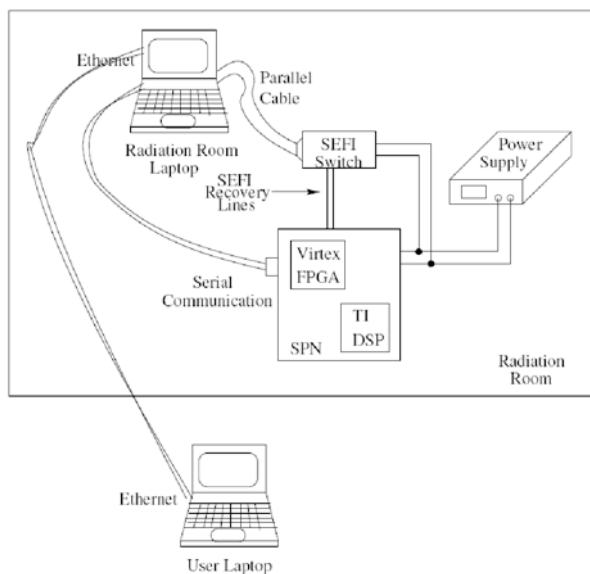 Ethernet
Parallel
Cable
Radiation Room
Laptop
SEFI
Switch
Power
Supply
SEFI
Recovery
Lines
Virtex
FPGA
Serial
Communication
TI
DSP
SPN
Radiation
Room
Ethernet
User Laptop